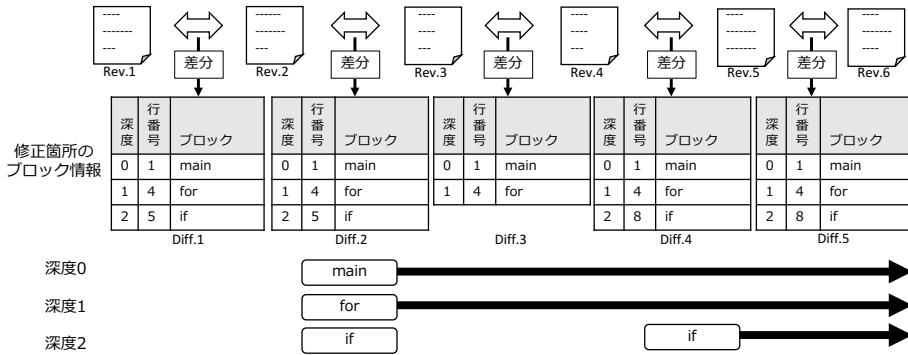 Rev.1 Rev.2 Rev.3 Rev.4 Rev.5 Rev.6
差分 差分 差分 差分 差分
修正箇所の
ブロック情報
深度 行番号 ブロック
0 1 main
1 4 for
2 5 if
Diff.1
深度 行番号 ブロック
0 1 main
1 4 for
2 5 if
Diff.2
深度 行番号 ブロック
0 1 main
1 4 for
Diff.3
深度 行番号 ブロック
0 1 main
1 4 for
2 8 if
Diff.4
深度 行番号 ブロック
0 1 main
1 4 for
2 8 if
Diff.5
深度0 main
深度1 for
深度2 if if